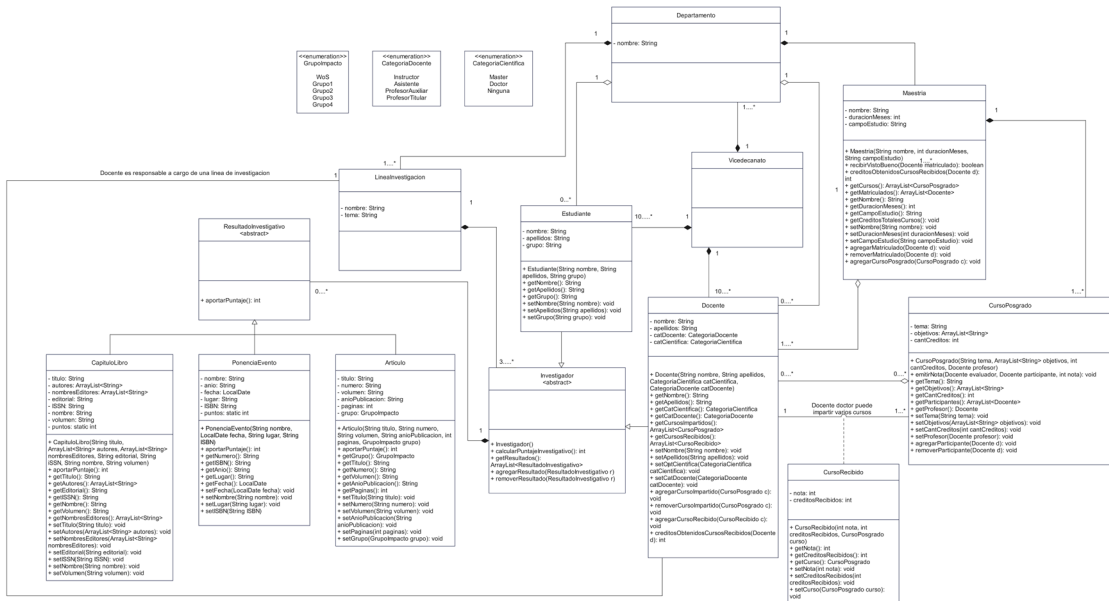 Departamento
- nombre: String
<<enumeration>>
GrupoImpacto
WoS
Grupo1
Grupo2
Grupo3
Grupo4
<<enumeration>>
CategoriaDocente
Instructor
Asistente
ProfesorAuxiliar
ProfesorTitular
<<enumeration>>
CategoriaCientifica
Master
Doctor
Ninguna
1
1
1
1
1....*
Maestria
- nombre: String
- duracionMeses: int
- campoEstudio: String
+ Maestria(String nombre, int duracionMeses,
String campoEstudio)
1....*
+ recibirVistoBueno(Docente matriculado): boolean
+ creditosObtenidosCursosRecibidos(Docente d):
int
+ getCursos(): ArrayList<CursoPosgrado>
+ getMatriculados(): ArrayList<Docente>
+ getNombre(): String
+ getDuracionMeses(): int
+ getCampoEstudio(): String
+ getCreditosTotalesCursos(): void
+ setNombre(String nombre): void
+ setDuracionMeses(int duracionMeses): void
+ setCampoEstudio(String campoEstudio): void
+ agregarMatriculado(Docente d): void
+ removerMatriculado(Docente d): void
+ agregarCursoPosgrado(CursoPosgrado c): void
1
1
Vicedecanato
1
1
1....*
Docente es responsable a cargo de una linea de investigacion
1
LineaInvestigacion
- nombre: String
- tema: String
1
0...*
10.....*
Estudiante
- nombre: String
- apellidos: String
- grupo: String
+ Estudiante(String nombre, String
apellidos, String grupo)
+ getNombre(): String
+ getApellidos(): String
+ getGrupo(): String
+ setNombre(String nombre): void
+ setApellidos(String apellidos): void
+ setGrupo(String grupo): void
ResultadoInvestigativo
<abstract>
+ aportarPuntaje(): int
0....*
10....*
0....*
1....*
1....*
Docente
- nombre: String
- apellidos: String
- catDocente: CategoriaDocente
- catCientifica: CategoriaCientifica
+ Docente(String nombre, String apellidos,
CategoriaCientifica catCientifica,
CategoriaDocente catDocente)
+ getNombre(): String
+ getApellidos(): String
+ getCatCientifica(): CategoriaCientifica
+ getCatDocente(): CategoriaDocente
+ getCursosImpartidos():
ArrayList<CursoPosgrado>
+ getCursosRecibidos():
ArrayList<CursoRecibido>
+ setNombre(String nombre): void
+ setApellidos(String apellidos): void
+ setCatCientifica(CategoriaCientifica
catCientifica): void
+ setCatDocente(CategoriaDocente
catDocente): void
+ agregarCursoImpartido(CursoPosgrado c):
void
+ removerCursoImpartido(CursoPosgrado c):
void
+ agregarCursoRecibido(CursoRecibido c):
void
+ creditosObtenidosCursosRecibidos(Docente
d): int
CursoPosgrado
- tema: String
- objetivos: ArrayList<String>
- cantCreditos: int
+ CursoPosgrado(String tema, ArrayList<String> objetivos, int
cantCreditos, Docente profesor)
+ emitirNota(Docente evaluador, Docente participante, int nota): void
+ getTema(): String
+ getObjetivos(): ArrayList<String>
+ getCantCreditos(): int
+ getParticipantes(): ArrayList<Docente>
+ getProfesor(): Docente
+ setTema(String tema): void
+ setObjetivos(ArrayList<String> objetivos): void
+ setCantCreditos(int cantCreditos): void
+ setProfesor(Docente profesor): void
+ agregarParticipante(Docente d): void
+ removerParticipante(Docente d): void
0....*
0...*
Docente doctor puede
impartir varios cursos
1
1....*
CapituloLibro
- titulo: String
- autores: ArrayList<String>
- nombresEditores: ArrayList<String>
- editorial: String
- ISSN: String
- nombre: String
- volumen: String
- puntos: static int
+ CapituloLibro(String titulo,
ArrayList<String> autores, ArrayList<String>
nombresEditores, String editorial, String
iSSN, String nombre, String volumen)
+ aportarPuntaje(): int
+ getTitulo(): String
+ getAutores(): ArrayList<String>
+ getEditorial(): String
+ getISSN(): String
+ getNombre(): String
+ getVolumen(): String
+ getNombresEditores(): ArrayList<String>
+ setTitulo(String titulo): void
+ setAutores(ArrayList<String> autores): void
+ setNombresEditores(ArrayList<String>
nombresEditores): void
+ setEditorial(String editorial): void
+ setISSN(String ISSN): void
+ setNombre(String nombre): void
+ setVolumen(String volumen): void
PonenciaEvento
- nombre: String
- anio: String
- fecha: LocalDate
- lugar: String
- ISBN: String
- puntos: static int
+ PonenciaEvento(String nombre,
LocalDate fecha, String lugar, String
ISBN)
+ aportarPuntaje(): int
+ getNumero(): String
+ getISBN(): String
+ getAnio(): String
+ getLugar(): String
+ getFecha(): LocalDate
+ setFecha(LocalDate fecha): void
+ setNombre(String nombre): void
+ setLugar(String lugar): void
+ setISBN(String ISBN)
Articulo
- titulo: String
- numero: String
- volumen: String
- anioPublicacion: String
- paginas: int
- grupo: GrupoImpacto
+ Articulo(String titulo, String numero,
String volumen, String anioPublicacion, int
paginas, GrupoImpacto grupo)
+ aportarPuntaje(): int
+ getGrupo(): GrupoImpacto
+ getTitulo(): String
+ getNumero(): String
+ getVolumen(): String
+ getAnioPublicacion(): String
+ getPaginas(): int
+ setTitulo(String titulo): void
+ setNumero(String numero): void
+ setVolumen(String volumen): void
+ setAnioPublicacion(String
anioPublicacion): void
+ setPaginas(int paginas): void
+ setGrupo(GrupoImpacto grupo): void
3.....*
Investigador
<abstract>
+ Investigador()
+ calcularPuntajeInvestigativo(): int
+ getResultados():
ArrayList<ResultadoInvestigativo>
+ agregarResultado(ResultadoInvestigativo r)
+ removerResultado(ResultadoInvestigativo r)
1
CursoRecibido
- nota: int
- creditosRecibidos: int
+ CursoRecibido(int nota, int
creditosRecibidos, CursoPosgrado
curso)
+ getNota(): int
+ getCreditosRecibidos(): int
+ getCurso(): CursoPosgrado
+ setNota(int nota): void
+ setCreditosRecibidos(int
creditosRecibidos): void
+ setCurso(CursoPosgrado curso):
void